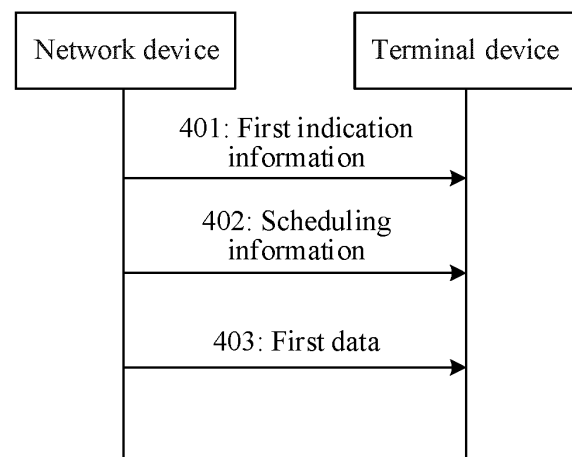 Network device
Terminal device
401: First indication
information
402: Scheduling
information
403: First data